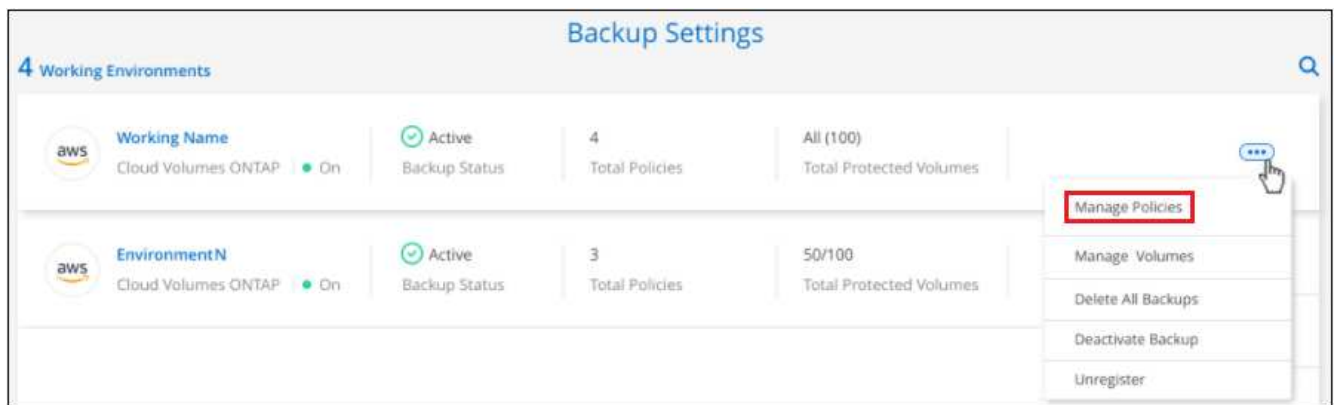 Backup Settings
4 Working Environments
aws
Working Name
Cloud Volumes ONTAP
On
Active
Backup Status
4
Total Policies
All (100)
Total Protected Volumes
Manage Policies
Manage Volumes
Delete All Backups
Deactivate Backup
Unregister
aws
EnvironmentN
Cloud Volumes ONTAP
On
Active
Backup Status
3
Total Policies
50/100
Total Protected Volumes